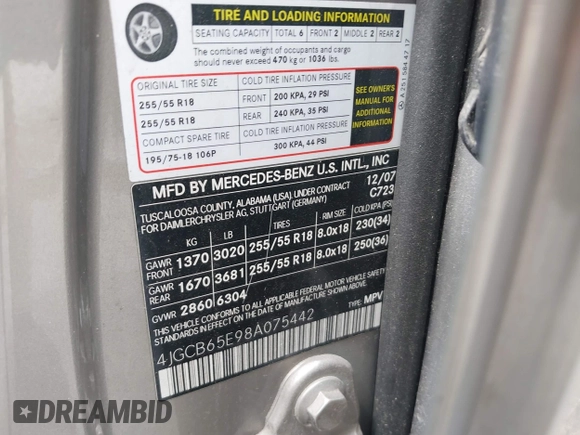 TIRE AND LOADING INFORMATION
SEATING CAPACITY TOTAL 6 FRONT 2 MIDDLE 2 REAR 2
The combined weight of occupants and cargo
should never exceed 470 kg or 1036 lbs.
ORIGINAL TIRE SIZE COLD TIRE INFLATION PRESSURE
255/55 R18 FRONT 200 KPA, 29 PSI
255/55 R18 REAR 240 KPA, 35 PSI
COMPACT SPARE TIRE COLD TIRE INFLATION PRESSURE
195/75-18 106P 300 KPA, 44 PSI
SEE OWNER'S
MANUAL FOR
ADDITIONAL
INFORMATION
A 251 584 47 17
MFD BY MERCEDES-BENZ U.S. INTL., INC
TUSCALOOSA COUNTY, ALABAMA (USA). UNDER CONTRACT 12/07
FOR DAIMLERCHRYSLER AG, STUTTGART (GERMANY) C723
KG LB TIRES RIM SIZE COLD KPA (PSI)
GAWR FRONT 1370 3020 255/55 R18 8.0x18 230(34)
GAWR REAR 1670 3681 255/55 R18 8.0x18 250(36)
GVWR 2860 6304
THIS VEHICLE CONFORMS TO ALL APPLICABLE FEDERAL MOTOR VEHICLE SAFETY
STANDARDS IN EFFECT ON THE DATE OF MANUFACTURE SHOWN ABOVE.
4JGCB65E98A075442 TYPE: MPV
DREAMBID